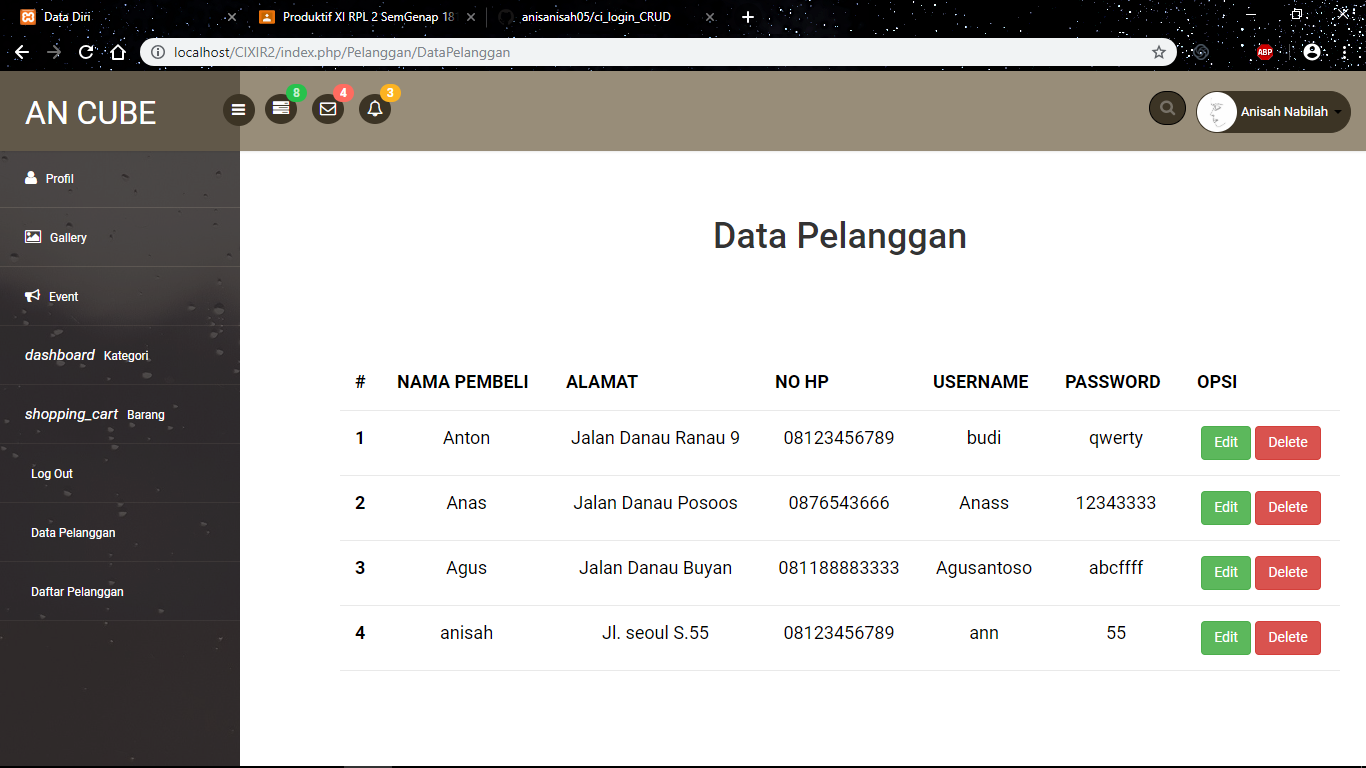 Data Diri
Produktif XI RPL 2 SemGenap 18
anisanisah05/ci_login_CRUD
localhost/CIXIR2/index.php/Pelanggan/DataPelanggan
ABP
AN CUBE
8
4
3
Anisah Nabilah
Profil
Gallery
Event
dashboard Kategori
shopping_cart Barang
Log Out
Data Pelanggan
Daftar Pelanggan
Data Pelanggan
# NAMA PEMBELI ALAMAT NO HP USERNAME PASSWORD OPSI
1 Anton Jalan Danau Ranau 9 08123456789 budi qwerty Edit Delete
2 Anas Jalan Danau Posoos 0876543666 Anass 12343333 Edit Delete
3 Agus Jalan Danau Buyan 081188883333 Agusantoso abcffff Edit Delete
4 anisah Jl. seoul S.55 08123456789 ann 55 Edit Delete